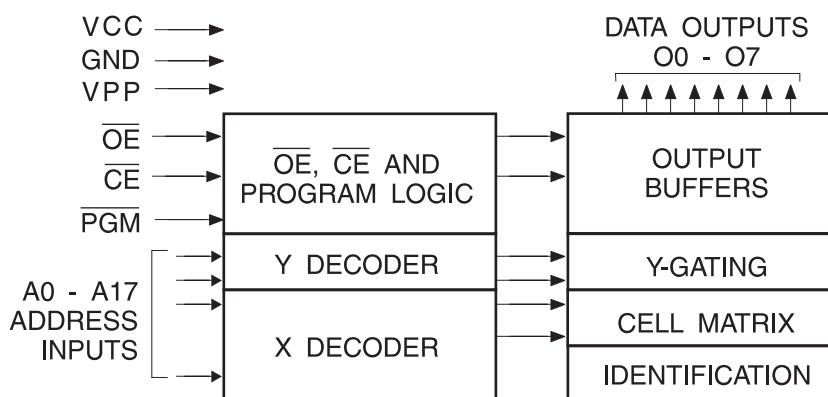 VCC
GND
VPP
OE
CE
PGM
A0 - A17
ADDRESS
INPUTS
OE, CE AND
PROGRAM LOGIC
Y DECODER
X DECODER
DATA OUTPUTS
O0 - O7
OUTPUT
BUFFERS
Y-GATING
CELL MATRIX
IDENTIFICATION